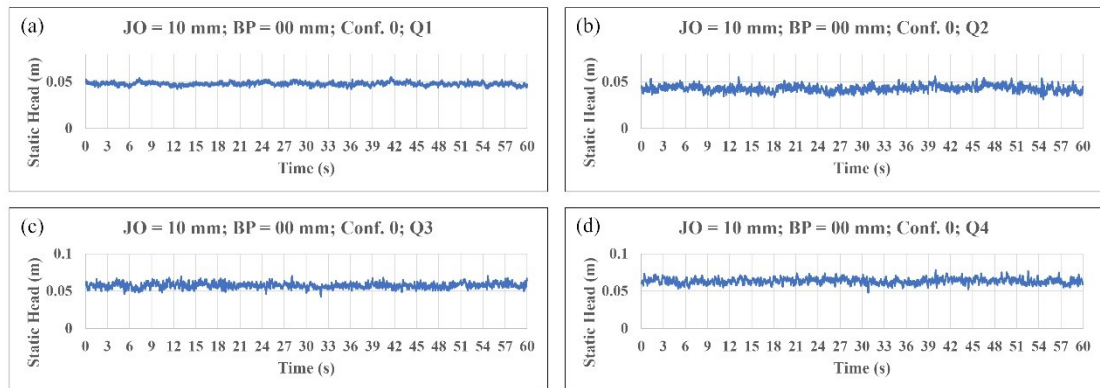 (a)
JO = 10 mm; BP = 00 mm; Conf. 0; Q1
Static Head (m)
0.05
0
0 3 6 9 12 15 18 21 24 27 30 33 36 39 42 45 48 51 54 57 60
Time (s)
(b)
JO = 10 mm; BP = 00 mm; Conf. 0; Q2
Static Head (m)
0.05
0
0 3 6 9 12 15 18 21 24 27 30 33 36 39 42 45 48 51 54 57 60
Time (s)
(c)
JO = 10 mm; BP = 00 mm; Conf. 0; Q3
Static Head (m)
0.1
0.05
0
0 3 6 9 12 15 18 21 24 27 30 33 36 39 42 45 48 51 54 57 60
Time (s)
(d)
JO = 10 mm; BP = 00 mm; Conf. 0; Q4
Static Head (m)
0.1
0.05
0
0 3 6 9 12 15 18 21 24 27 30 33 36 39 42 45 48 51 54 57 60
Time (s)